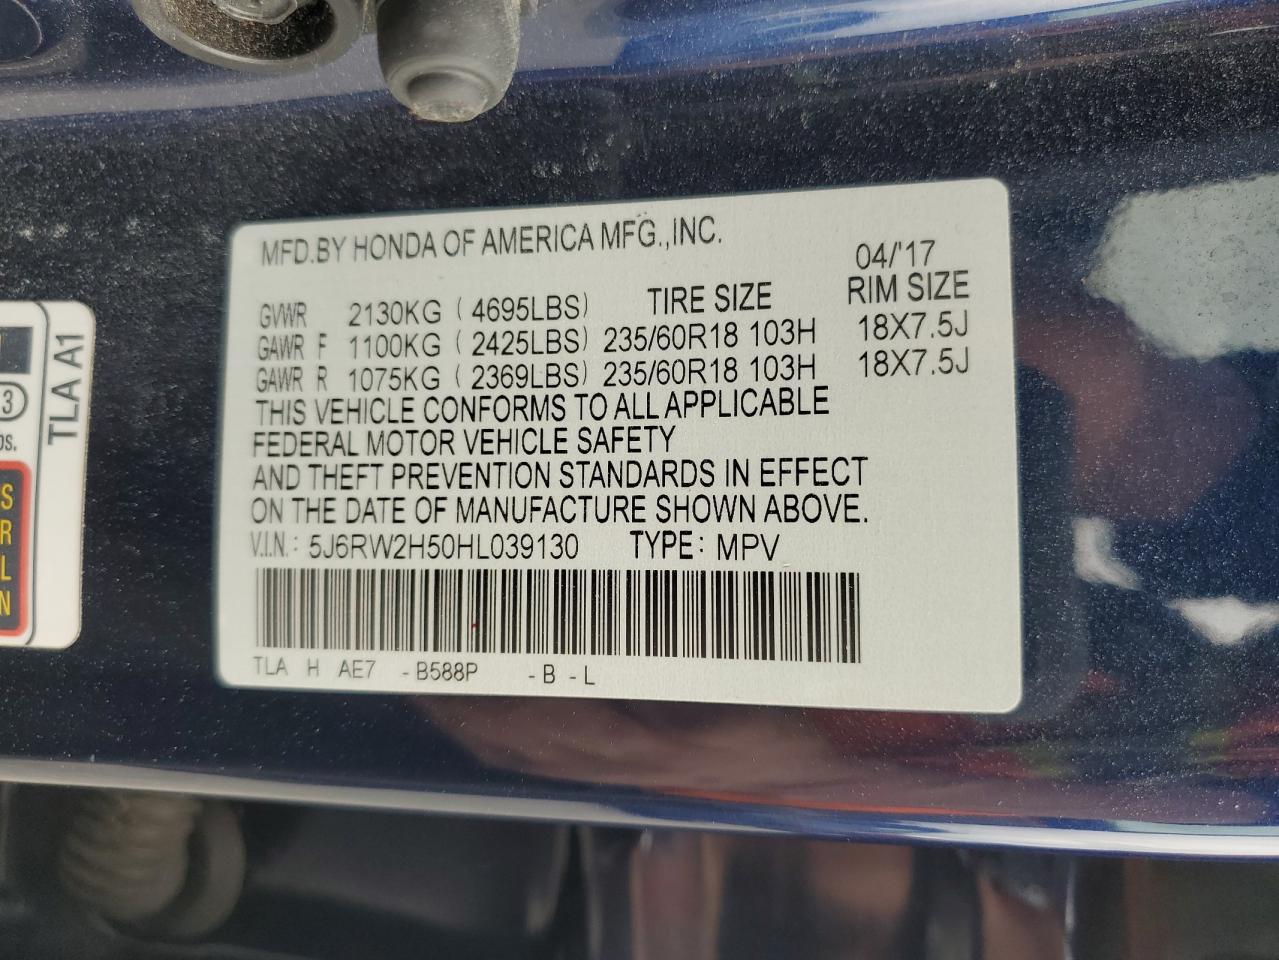 MFD.BY HONDA OF AMERICA MFG.,INC.
04/'17
GVWR 2130KG ( 4695LBS) TIRE SIZE RIM SIZE
GAWR F 1100KG ( 2425LBS) 235/60R18 103H 18X7.5J
GAWR R 1075KG ( 2369LBS) 235/60R18 103H 18X7.5J
THIS VEHICLE CONFORMS TO ALL APPLICABLE
FEDERAL MOTOR VEHICLE SAFETY
AND THEFT PREVENTION STANDARDS IN EFFECT
ON THE DATE OF MANUFACTURE SHOWN ABOVE.
V.I.N.: 5J6RW2H50HL039130 TYPE: MPV
TLA H AE7 -B588P -B -L
TLA A1
3
S
R
L
N